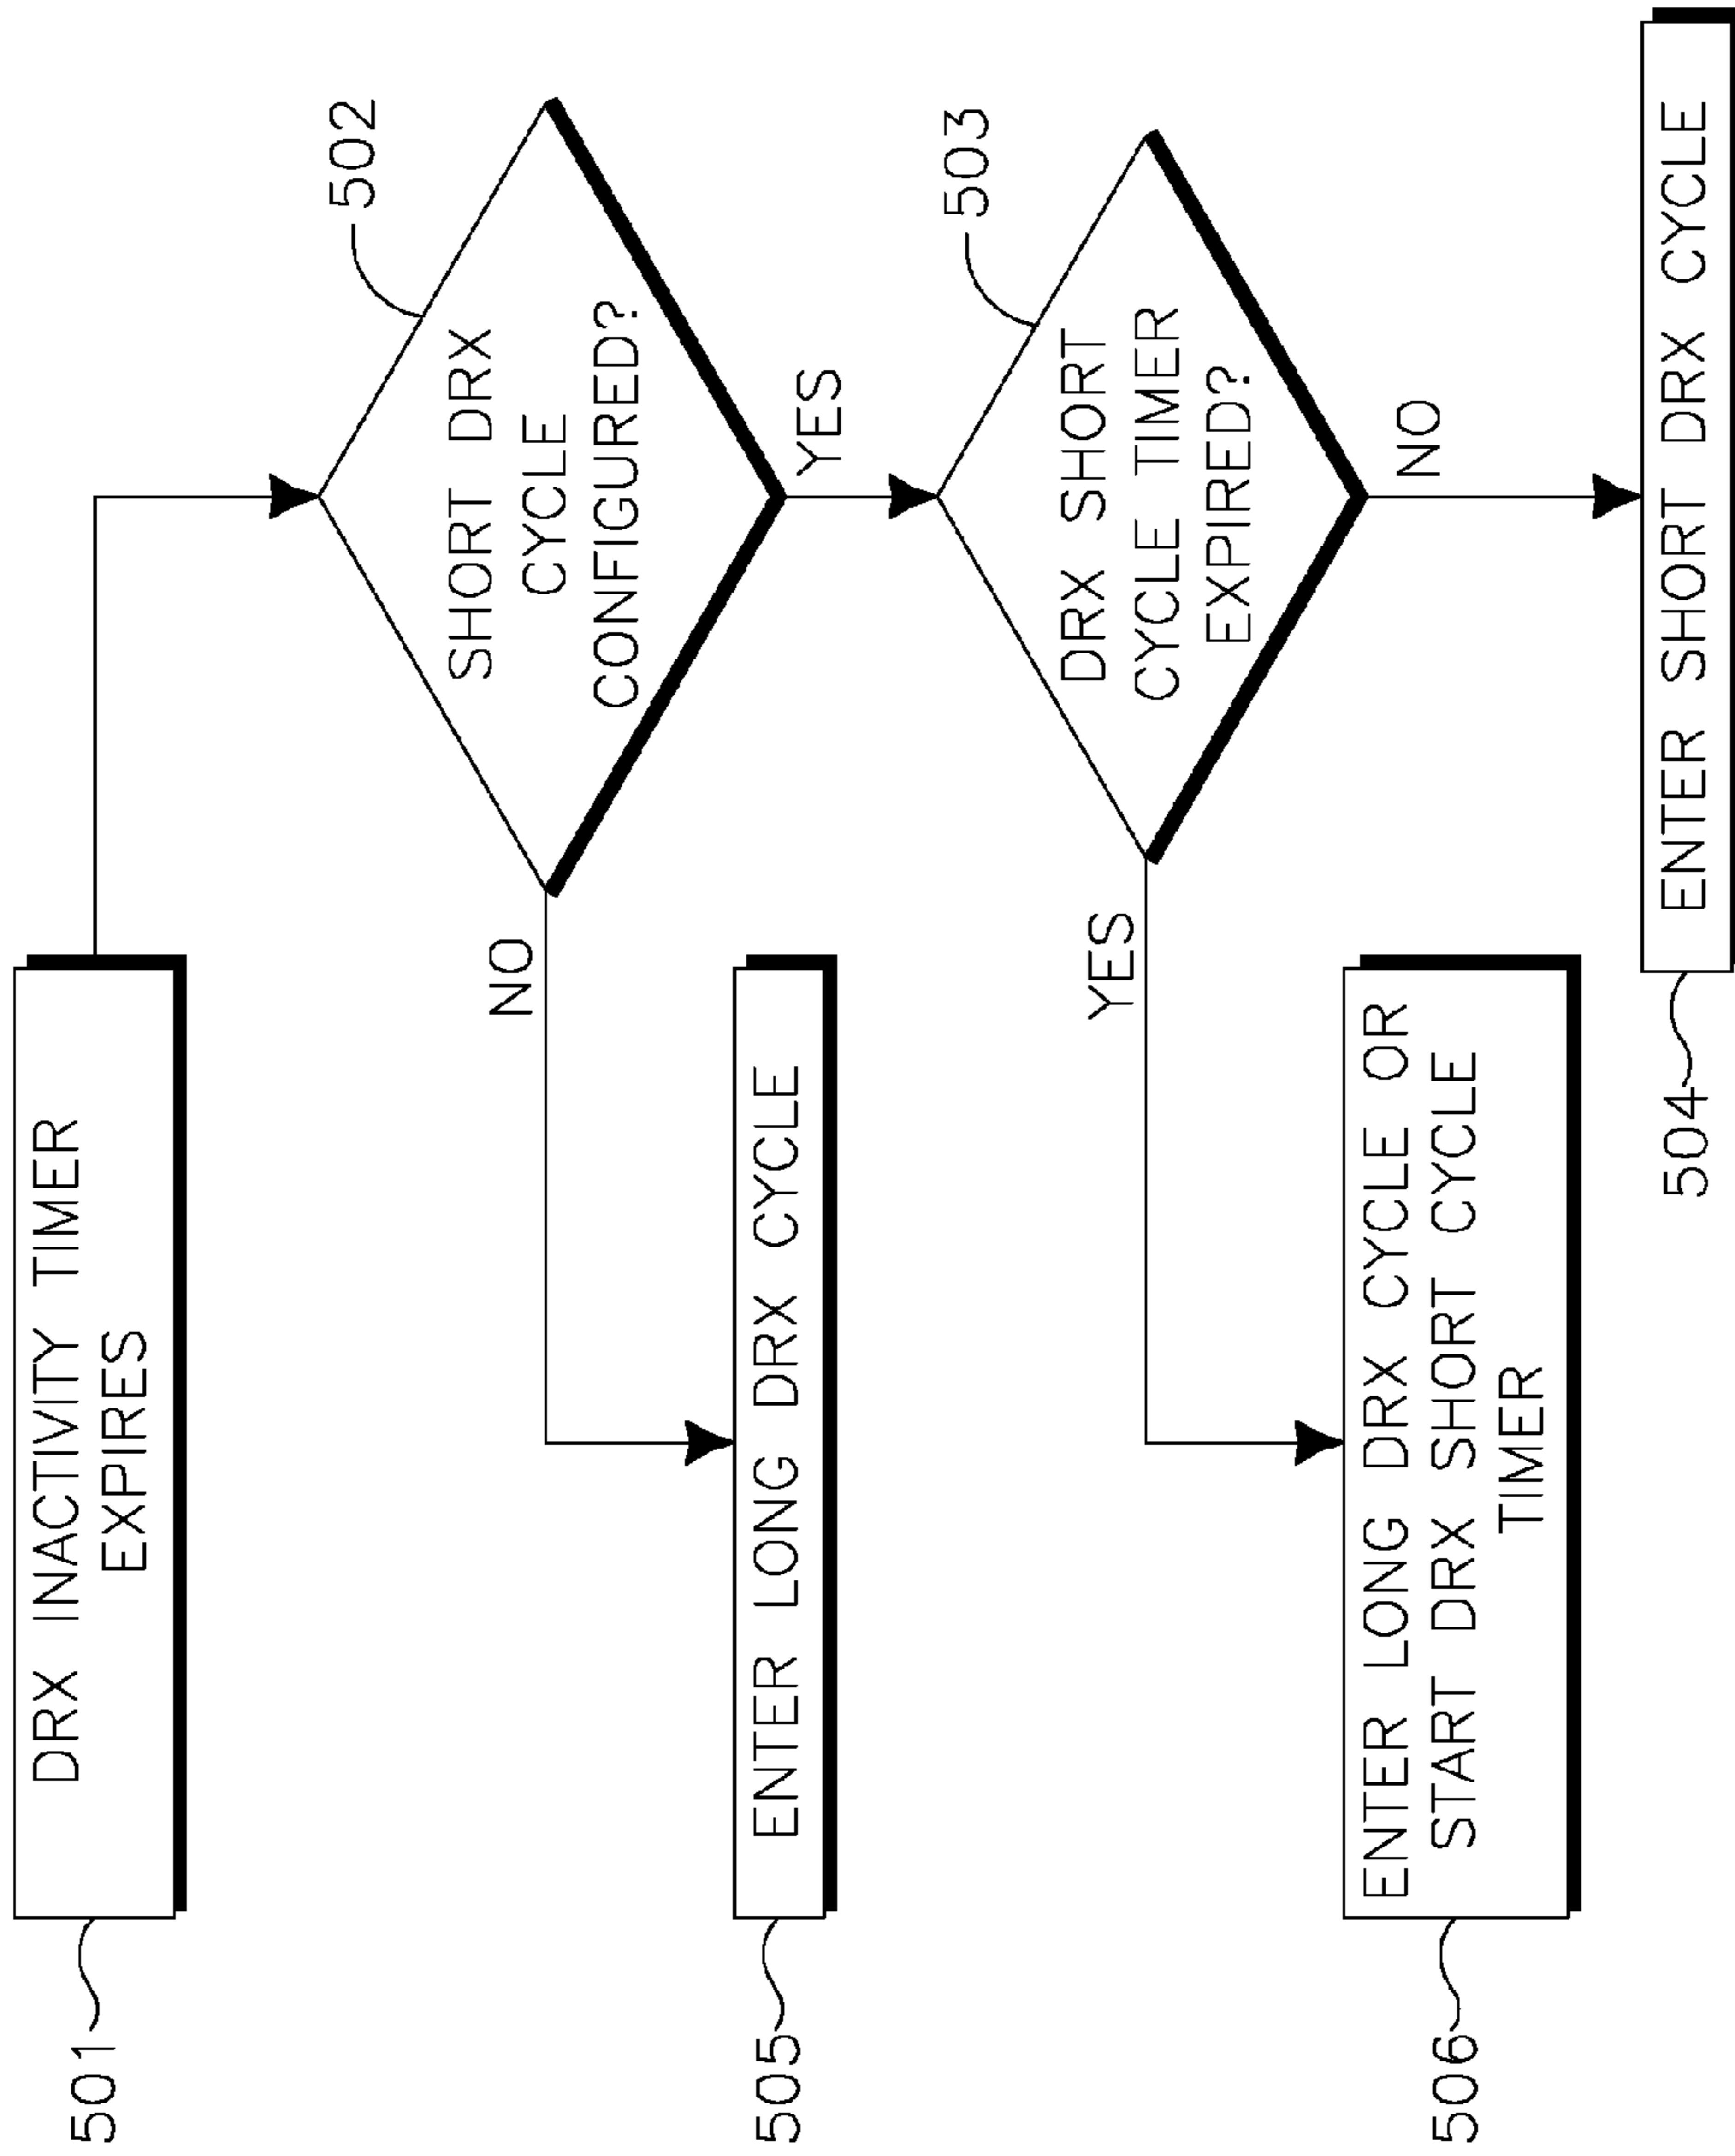 501
DRX INACTIVITY TIMER
EXPIRES
502
SHORT DRX
CYCLE
CONFIGURED?
NO
YES
505
ENTER LONG DRX CYCLE
503
DRX SHORT
CYCLE TIMER
EXPIRED?
YES
NO
506
ENTER LONG DRX CYCLE OR
START DRX SHORT CYCLE
TIMER
504
ENTER SHORT DRX CYCLE